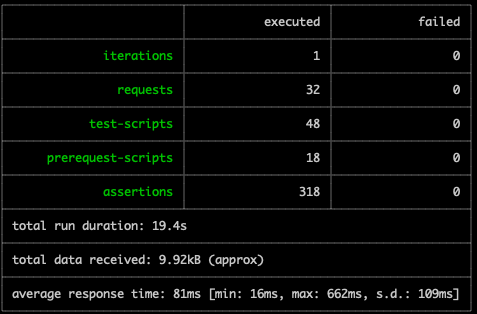 executed failed
iterations 1 0
requests 32 0
test-scripts 48 0
prerequest-scripts 18 0
assertions 318 0
total run duration: 19.4s
total data received: 9.92kB (approx)
average response time: 81ms [min: 16ms, max: 662ms, s.d.: 109ms]